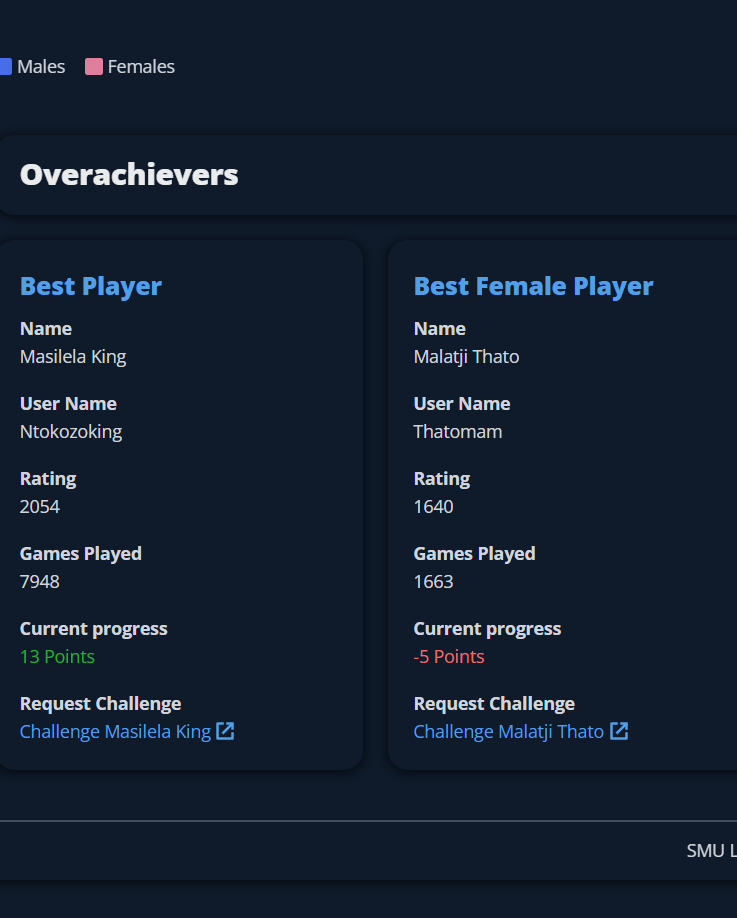 Males Females
Overachievers
Best Player
Name
Masilela King
User Name
Ntokozoking
Rating
2054
Games Played
7948
Current progress
13 Points
Request Challenge
Challenge Masilela King
Best Female Player
Name
Malatji Thato
User Name
Thatomam
Rating
1640
Games Played
1663
Current progress
-5 Points
Request Challenge
Challenge Malatji Thato
SMU L